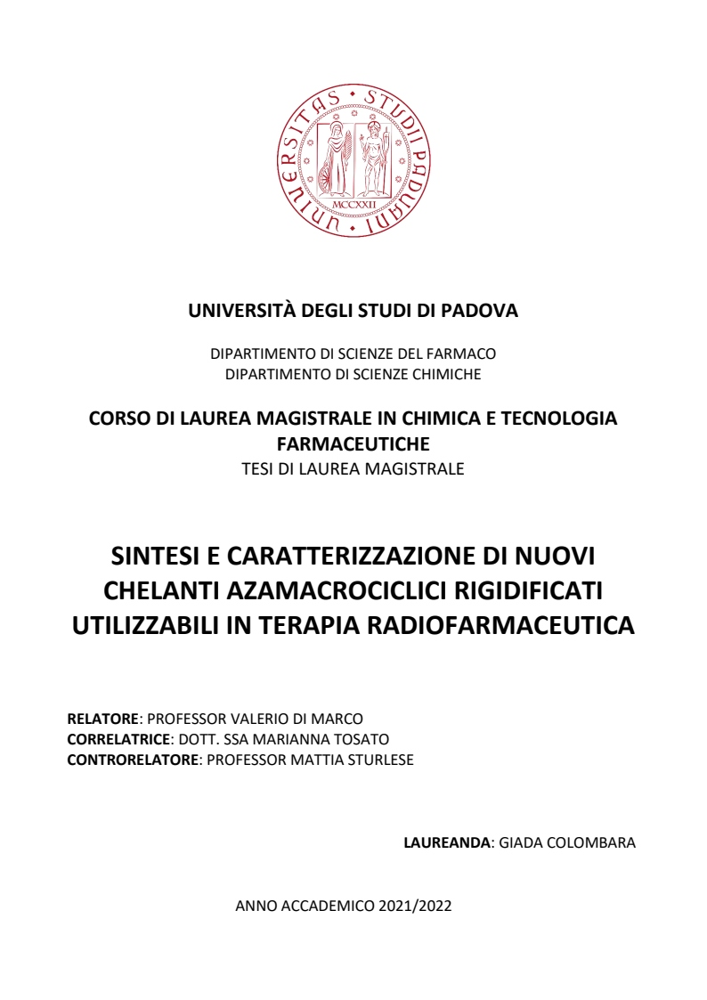 UNIVERSITAS STUDII PADUANI
MCCXXII
UNIVERSITÀ DEGLI STUDI DI PADOVA
DIPARTIMENTO DI SCIENZE DEL FARMACO
DIPARTIMENTO DI SCIENZE CHIMICHE
CORSO DI LAUREA MAGISTRALE IN CHIMICA E TECNOLOGIA
FARMACEUTICHE
TESI DI LAUREA MAGISTRALE
SINTESI E CARATTERIZZAZIONE DI NUOVI
CHELANTI AZAMACROCICLICI RIGIDIFICATI
UTILIZZABILI IN TERAPIA RADIOFARMACEUTICA
RELATORE: PROFESSOR VALERIO DI MARCO
CORRELATRICE: DOTT. SSA MARIANNA TOSATO
CONTRORELATORE: PROFESSOR MATTIA STURLESE
LAUREANDA: GIADA COLOMBARA
ANNO ACCADEMICO 2021/2022